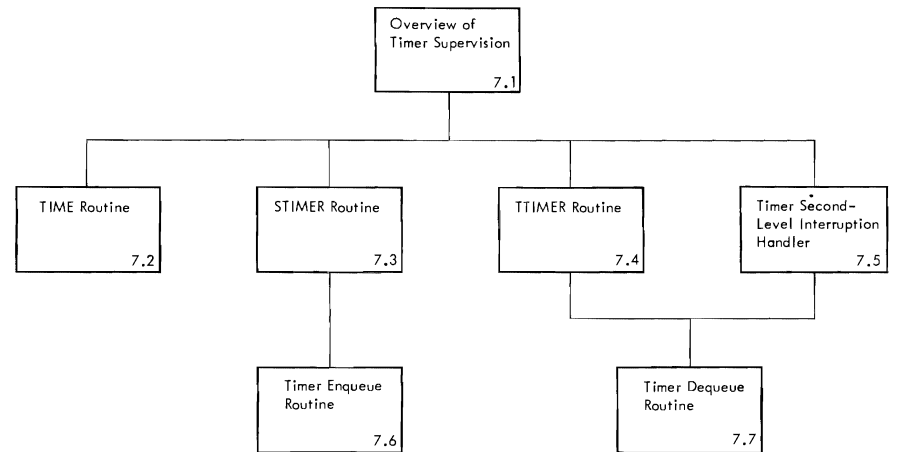 Overview of
Timer Supervision
7.1
TIME Routine
7.2
STIMER Routine
7.3
TTIMER Routine
7.4
Timer Second-
Level Interruption
Handler
7.5
Timer Enqueue
Routine
7.6
Timer Dequeue
Routine
7.7